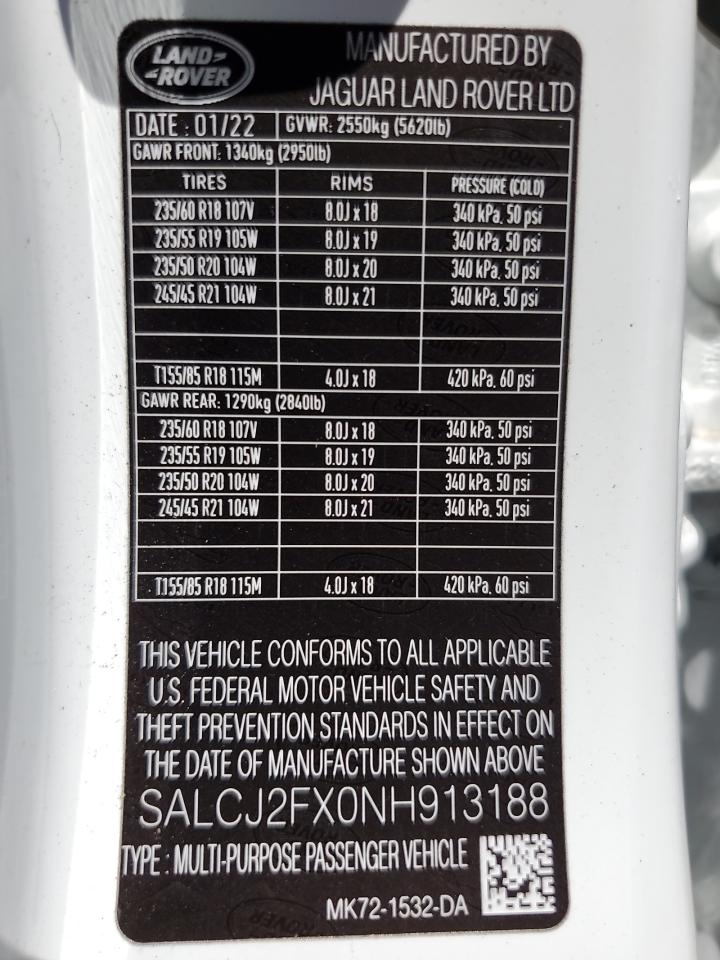 LAND ROVER
MANUFACTURED BY
JAGUAR LAND ROVER LTD
DATE : 01/22 GVWR: 2550kg (5620lb)
GAWR FRONT: 1340kg (2950lb)
TIRES RIMS PRESSURE (COLD)
235/60 R18 107V 8.0J x 18 340 kPa, 50 psi
235/55 R19 105W 8.0J x 19 340 kPa, 50 psi
235/50 R20 104W 8.0J x 20 340 kPa, 50 psi
245/45 R21 104W 8.0J x 21 340 kPa, 50 psi
T155/85 R18 115M 4.0J x 18 420 kPa, 60 psi
GAWR REAR: 1290kg (2840lb)
235/60 R18 107V 8.0J x 18 340 kPa, 50 psi
235/55 R19 105W 8.0J x 19 340 kPa, 50 psi
235/50 R20 104W 8.0J x 20 340 kPa, 50 psi
245/45 R21 104W 8.0J x 21 340 kPa, 50 psi
T155/85 R18 115M 4.0J x 18 420 kPa, 60 psi
THIS VEHICLE CONFORMS TO ALL APPLICABLE
U.S. FEDERAL MOTOR VEHICLE SAFETY AND
THEFT PREVENTION STANDARDS IN EFFECT ON
THE DATE OF MANUFACTURE SHOWN ABOVE
SALCJ2FX0NH913188
TYPE : MULTI-PURPOSE PASSENGER VEHICLE
MK72-1532-DA